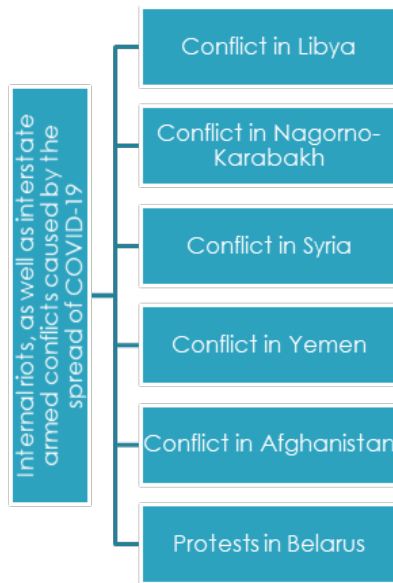 Internal riots, as well as interstate
armed conflicts caused by the
spread of COVID-19
Conflict in Libya
Conflict in Nagorno-
Karabakh
Conflict in Syria
Conflict in Yemen
Conflict in Afghanistan
Protests in Belarus